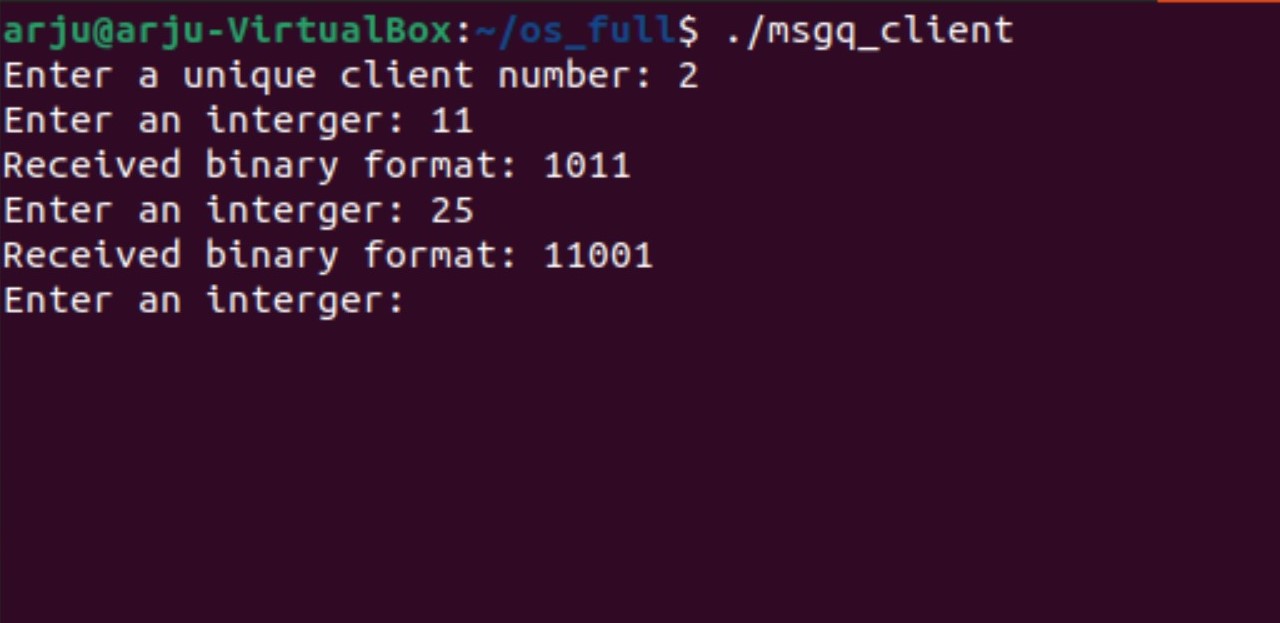 arju@arju-VirtualBox:~/os_full$ ./msgq_client
Enter a unique client number: 2
Enter an interger: 11
Received binary format: 1011
Enter an interger: 25
Received binary format: 11001
Enter an interger: